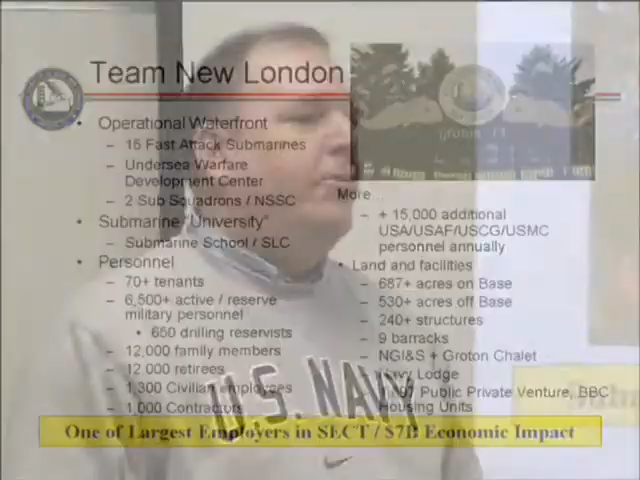 Team New London
• Operational Waterfront
– 16 Fast Attack Submarines
– Undersea Warfare
Development Center
– 2 Sub Squadrons / NSSC
• Submarine "University"
– Submarine School / SLC
• Personnel
– 70+ tenants
– 6,500+ active / reserve
military personnel
• 650 drilling reservists
– 12,000 family members
– 12,000 retirees
– 1,300 Civilian employees
– 1,000 Contractors
More...
– + 15,000 additional
USA/USAF/USCG/USMC
personnel annually
• Land and facilities
– 687+ acres on Base
– 530+ acres off Base
– 240+ structures
– 9 barracks
– NGI&S + Groton Chalet
Navy Lodge
Public Private Venture, BBC
Housing Units
One of Largest Employers in SECT / $7B Economic Impact
U.S. NAVY